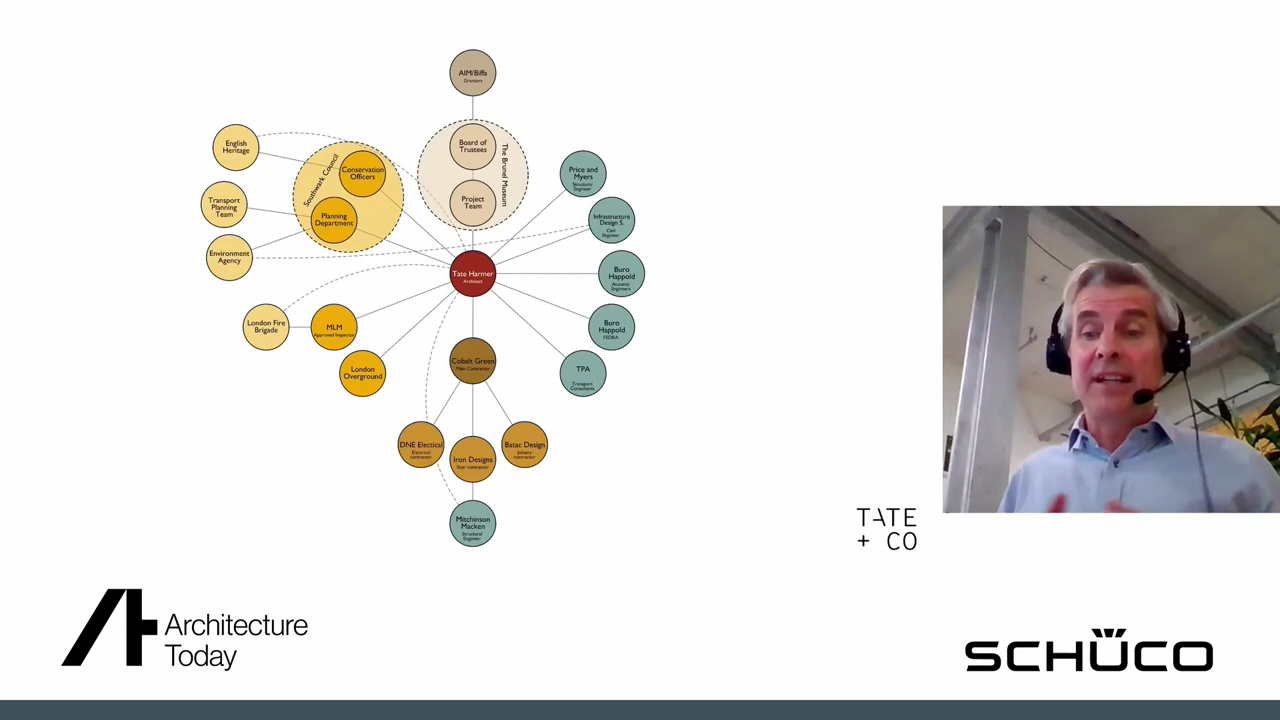 AIM/Biffa
Grantors
Board of
Trustees
Project
Team
The Brunel Museum
English
Heritage
Transport
Planning
Team
Environment
Agency
Southwark Council
Conservation
Officers
Planning
Department
Price and
Myers
Structural
Engineer
Infrastructure
Design S.
Civil
Engineer
Tate Harmer
Architect
Buro
Happold
Acoustic
Engineers
London Fire
Brigade
MLM
Approved Inspector
Buro
Happold
FEDRA
London
Overground
Cobalt Green
Main Contractor
TPA
Transport
Consultants
DNE Electical
Electrical
contractor
Iron Designs
Stair contractor
Batac Design
Joinery
contractor
Mitchinson
Macken
Structural
Engineer
TATE
+ CO
Architecture
Today
SCHÜCO